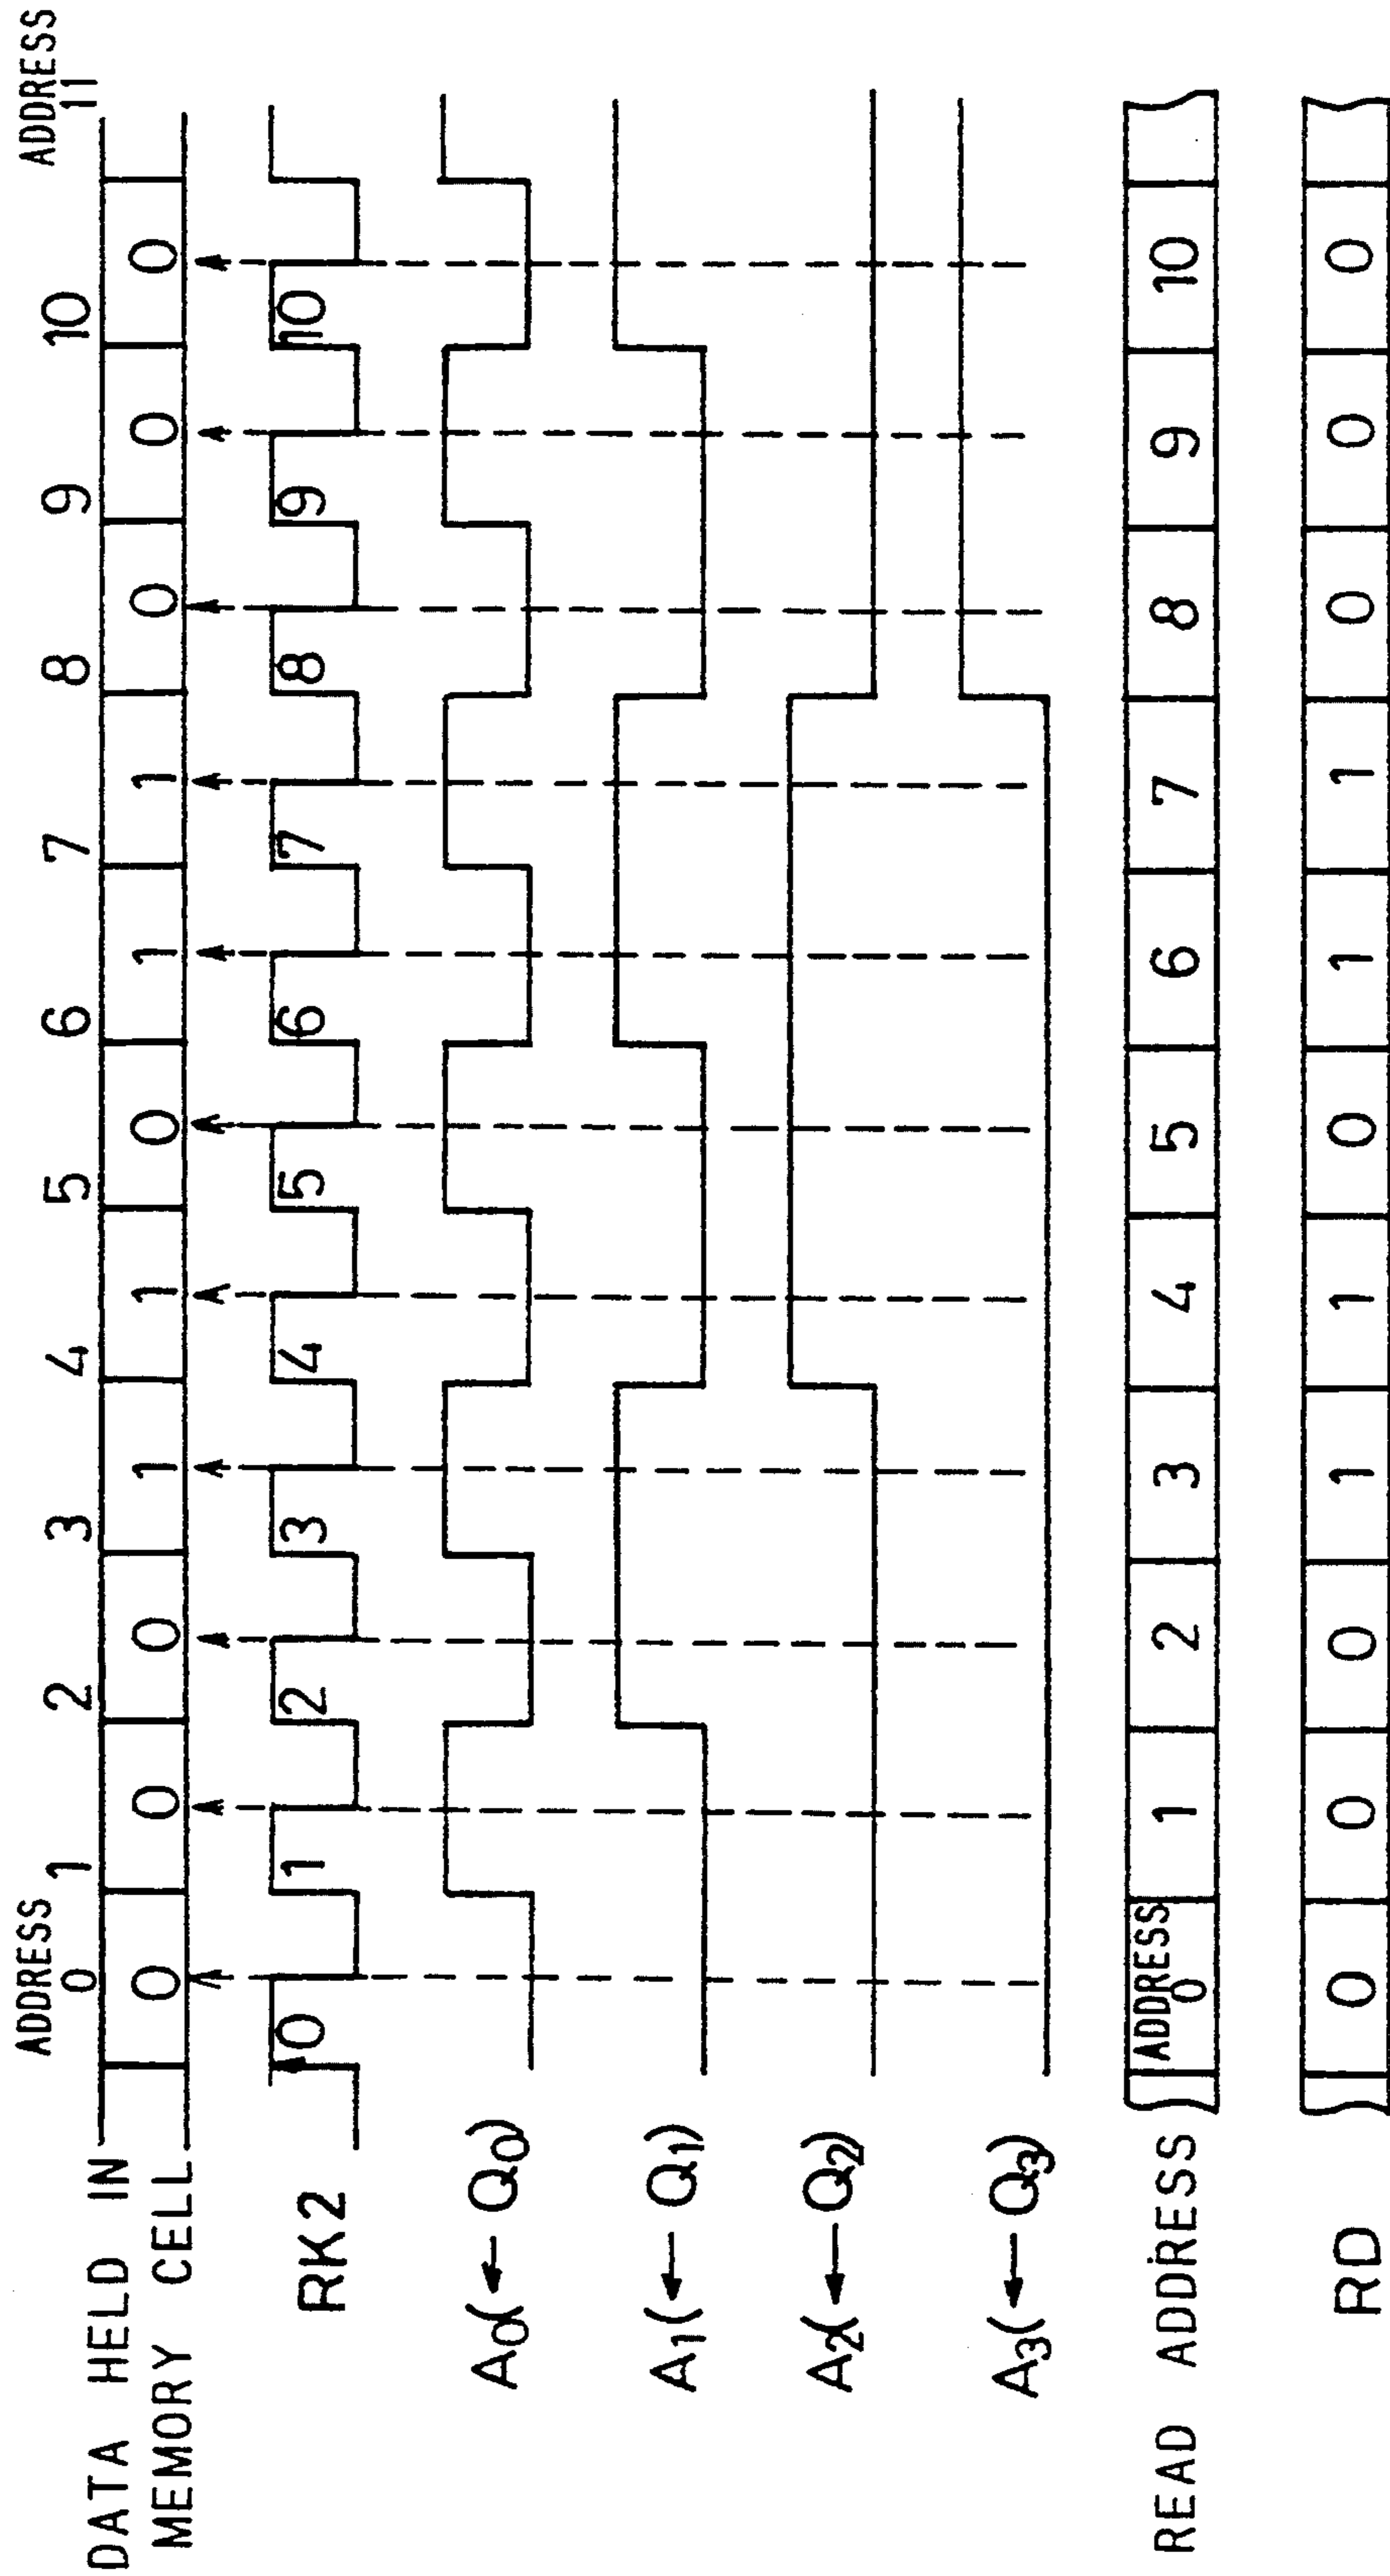 ADDRESS ADDRESS
0 1 2 3 4 5 6 7 8 9 10 11
DATA HELD IN
MEMORY CELL
0 0 0 1 1 0 1 1 0 0 0
RK2 0 1 2 3 4 5 6 7 8 9 10
A0(← Q0)
A1(← Q1)
A2(← Q2)
A3(← Q3)
READ ADDRESS ADDRESS 0 1 2 3 4 5 6 7 8 9 10
RD 0 0 0 1 1 0 1 1 0 0 0